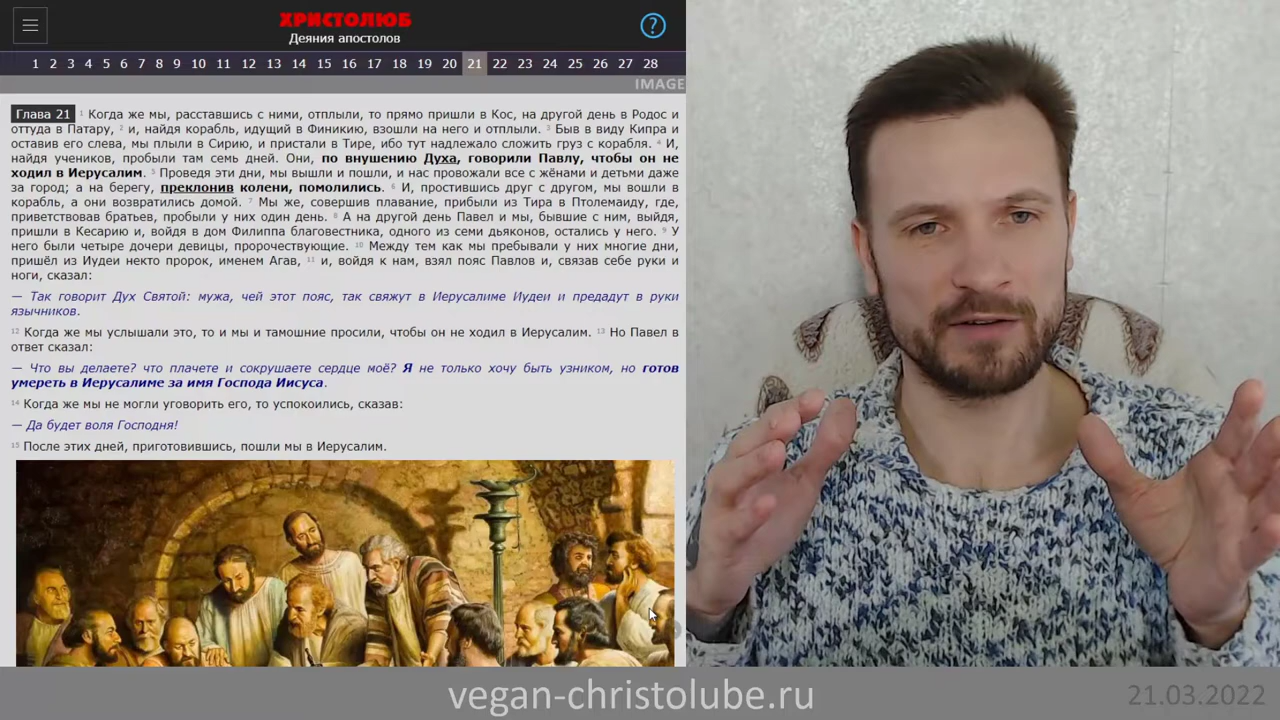 ХРИСТОЛЮБ
Деяния апостолов
?
1 2 3 4 5 6 7 8 9 10 11 12 13 14 15 16 17 18 19 20 21 22 23 24 25 26 27 28
IMAGE
Глава 21 1 Когда же мы, расставшись с ними, отплыли, то прямо пришли в Кос, на другой день в Родос и
оттуда в Патару, 2 и, найдя корабль, идущий в Финикию, взошли на него и отплыли. 3 Быв в виду Кипра и
оставив его слева, мы плыли в Сирию, и пристали в Тире, ибо тут надлежало сложить груз с корабля. 4 И,
найдя учеников, пробыли там семь дней. Они, по внушению Духа, говорили Павлу, чтобы он не
ходил в Иерусалим. 5 Проведя эти дни, мы вышли и пошли, и нас провожали все с жёнами и детьми даже
за город; а на берегу, преклонив колени, помолились. 6 И, простившись друг с другом, мы вошли в
корабль, а они возвратились домой. 7 Мы же, совершив плавание, прибыли из Тира в Птолемаиду, где,
приветствовав братьев, пробыли у них один день. 8 А на другой день Павел и мы, бывшие с ним, выйдя,
пришли в Кесарию и, войдя в дом Филиппа благовестника, одного из семи дьяконов, остались у него. 9 У
него были четыре дочери девицы, пророчествующие. 10 Между тем как мы пребывали у них многие дни,
пришёл из Иудеи некто пророк, именем Агав, 11 и, войдя к нам, взял пояс Павлов и, связав себе руки и
ноги, сказал:
— Так говорит Дух Святой: мужа, чей этот пояс, так свяжут в Иерусалиме Иудеи и предадут в руки
язычников.
12 Когда же мы услышали это, то и мы и тамошние просили, чтобы он не ходил в Иерусалим. 13 Но Павел в
ответ сказал:
— Что вы делаете? что плачете и сокрушаете сердце моё? Я не только хочу быть узником, но готов
умереть в Иерусалиме за имя Господа Иисуса.
14 Когда же мы не могли уговорить его, то успокоились, сказав:
— Да будет воля Господня!
15 После этих дней, приготовившись, пошли мы в Иерусалим.
vegan-christolube.ru
21.03.2022